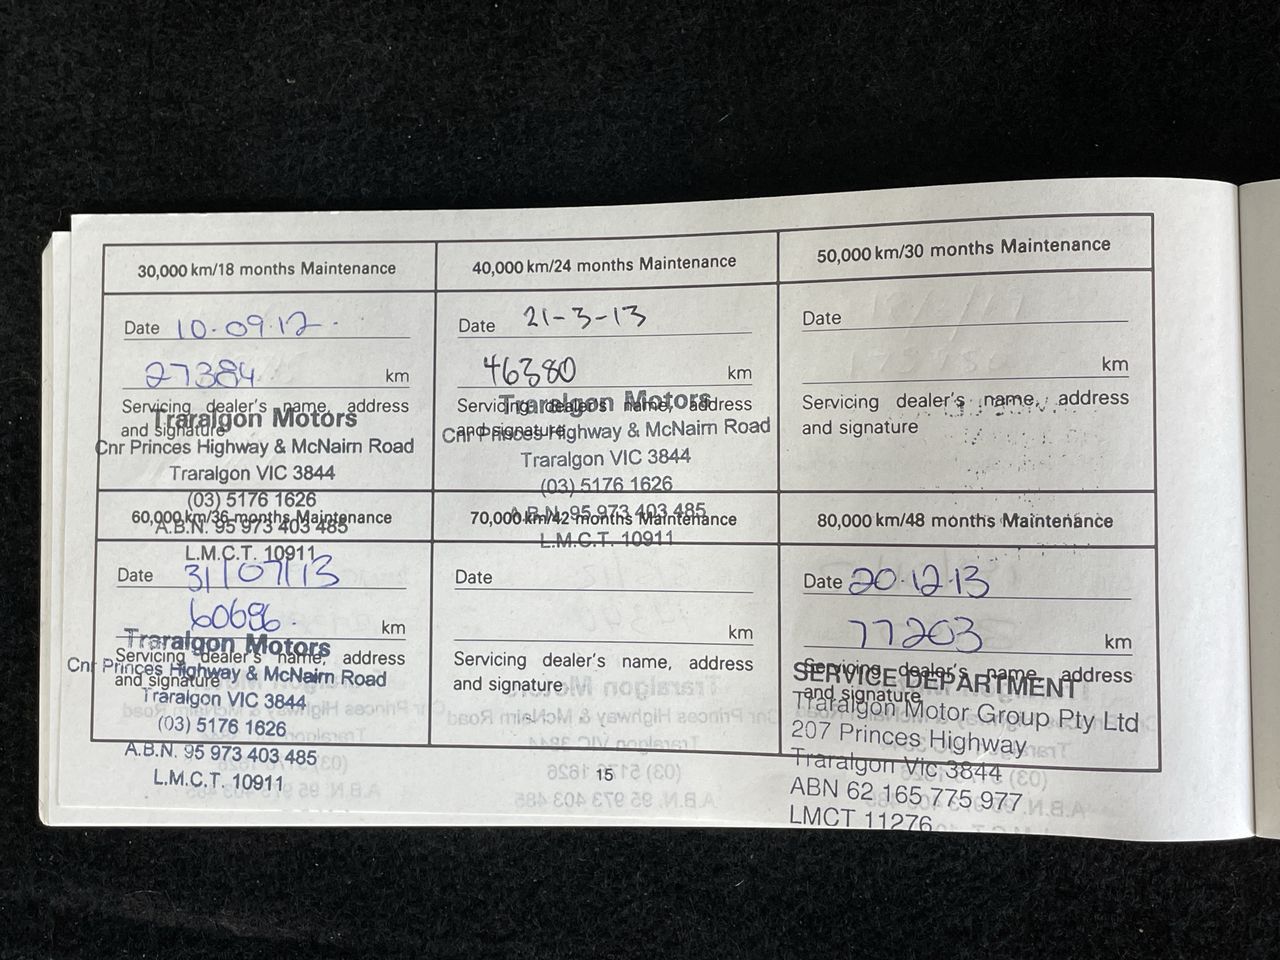 30,000 km/18 months Maintenance
Date 10.09.12.
27384 km
Servicing dealer's name, address
and signature
Traralgon Motors
Cnr Princes Highway & McNairn Road
Traralgon VIC 3844
(03) 5176 1626
A.B.N. 95 973 403 485
L.M.C.T. 10911
40,000 km/24 months Maintenance
Date 21-3-13
46380 km
Servicing dealer's name, address
and signature
Traralgon Motors
Cnr Princes Highway & McNairn Road
Traralgon VIC 3844
(03) 5176 1626
A.B.N. 95 973 403 485
L.M.C.T. 10911
50,000 km/30 months Maintenance
Date
km
Servicing dealer's name, address
and signature
60,000 km/36 months Maintenance
Date 31/07/13
60696. km
Servicing dealer's name, address
and signature
Traralgon Motors
Cnr Princes Highway & McNairn Road
Traralgon VIC 3844
(03) 5176 1626
A.B.N. 95 973 403 485
L.M.C.T. 10911
70,000 km/42 months Maintenance
Date
km
Servicing dealer's name, address
and signature
80,000 km/48 months Maintenance
Date 20.12.13
77203 km
Servicing dealer's name, address
and signature
SERVICE DEPARTMENT
Traralgon Motor Group Pty Ltd
207 Princes Highway
Traralgon Vic 3844
ABN 62 165 775 977
LMCT 11276
15